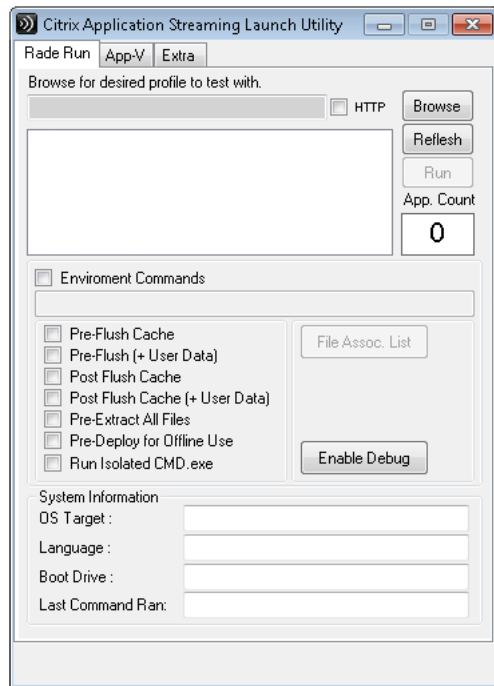 Citrix Application Streaming Launch Utility
Rade Run App-V Extra
Browse for desired profile to test with.
HTTP Browse
Reflesh
Run
App. Count
0
Enviroment Commands
Pre-Flush Cache
Pre-Flush (+ User Data)
Post Flush Cache
Post Flush Cache (+ User Data)
Pre-Extract All Files
Pre-Deploy for Offline Use
Run Isolated CMD.exe
File Assoc. List
Enable Debug
System Information
OS Target :
Language :
Boot Drive :
Last Command Ran: